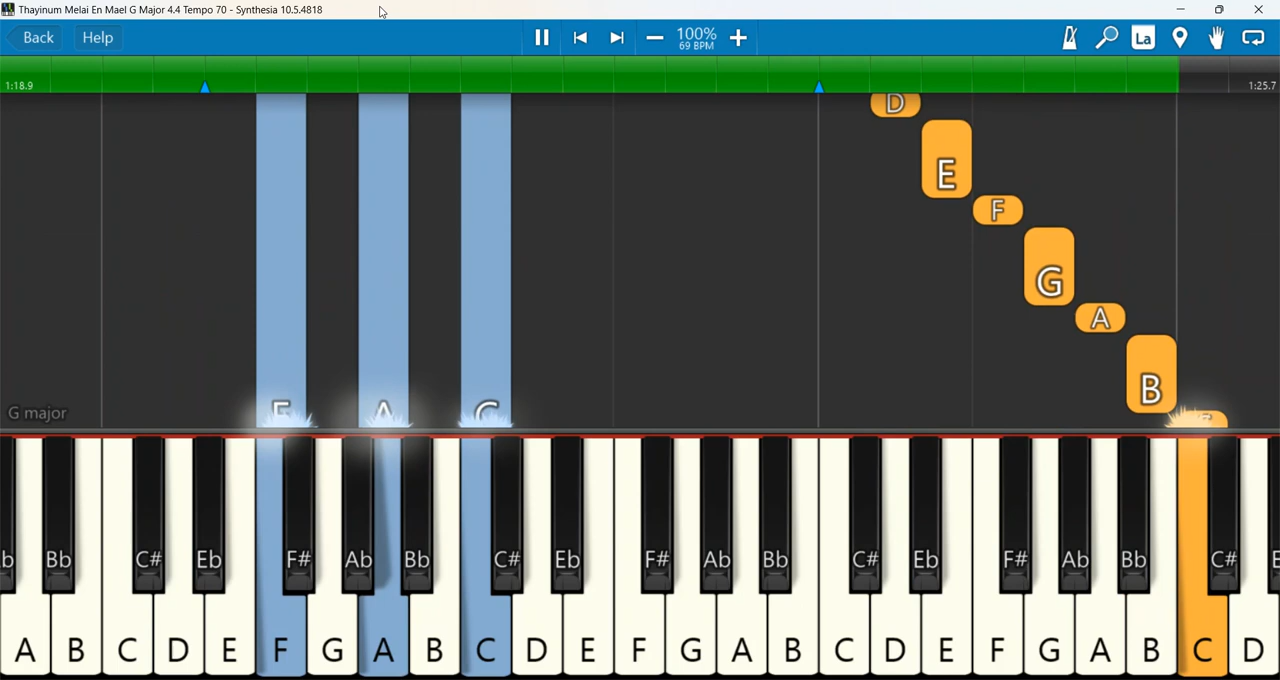 Thayinum Melai En Mael G Major 4.4 Tempo 70 - Synthesia 10.5.4818
Back Help 100% La
69 BPM
1:18.9 1:25.7
D
E
F
G
A
B
G major F A C
Bb C# Eb F# Ab Bb C# Eb F# Ab Bb C# Eb F# Ab Bb C#
A B C D E F G A B C D E F G A B C D E F G A B C D